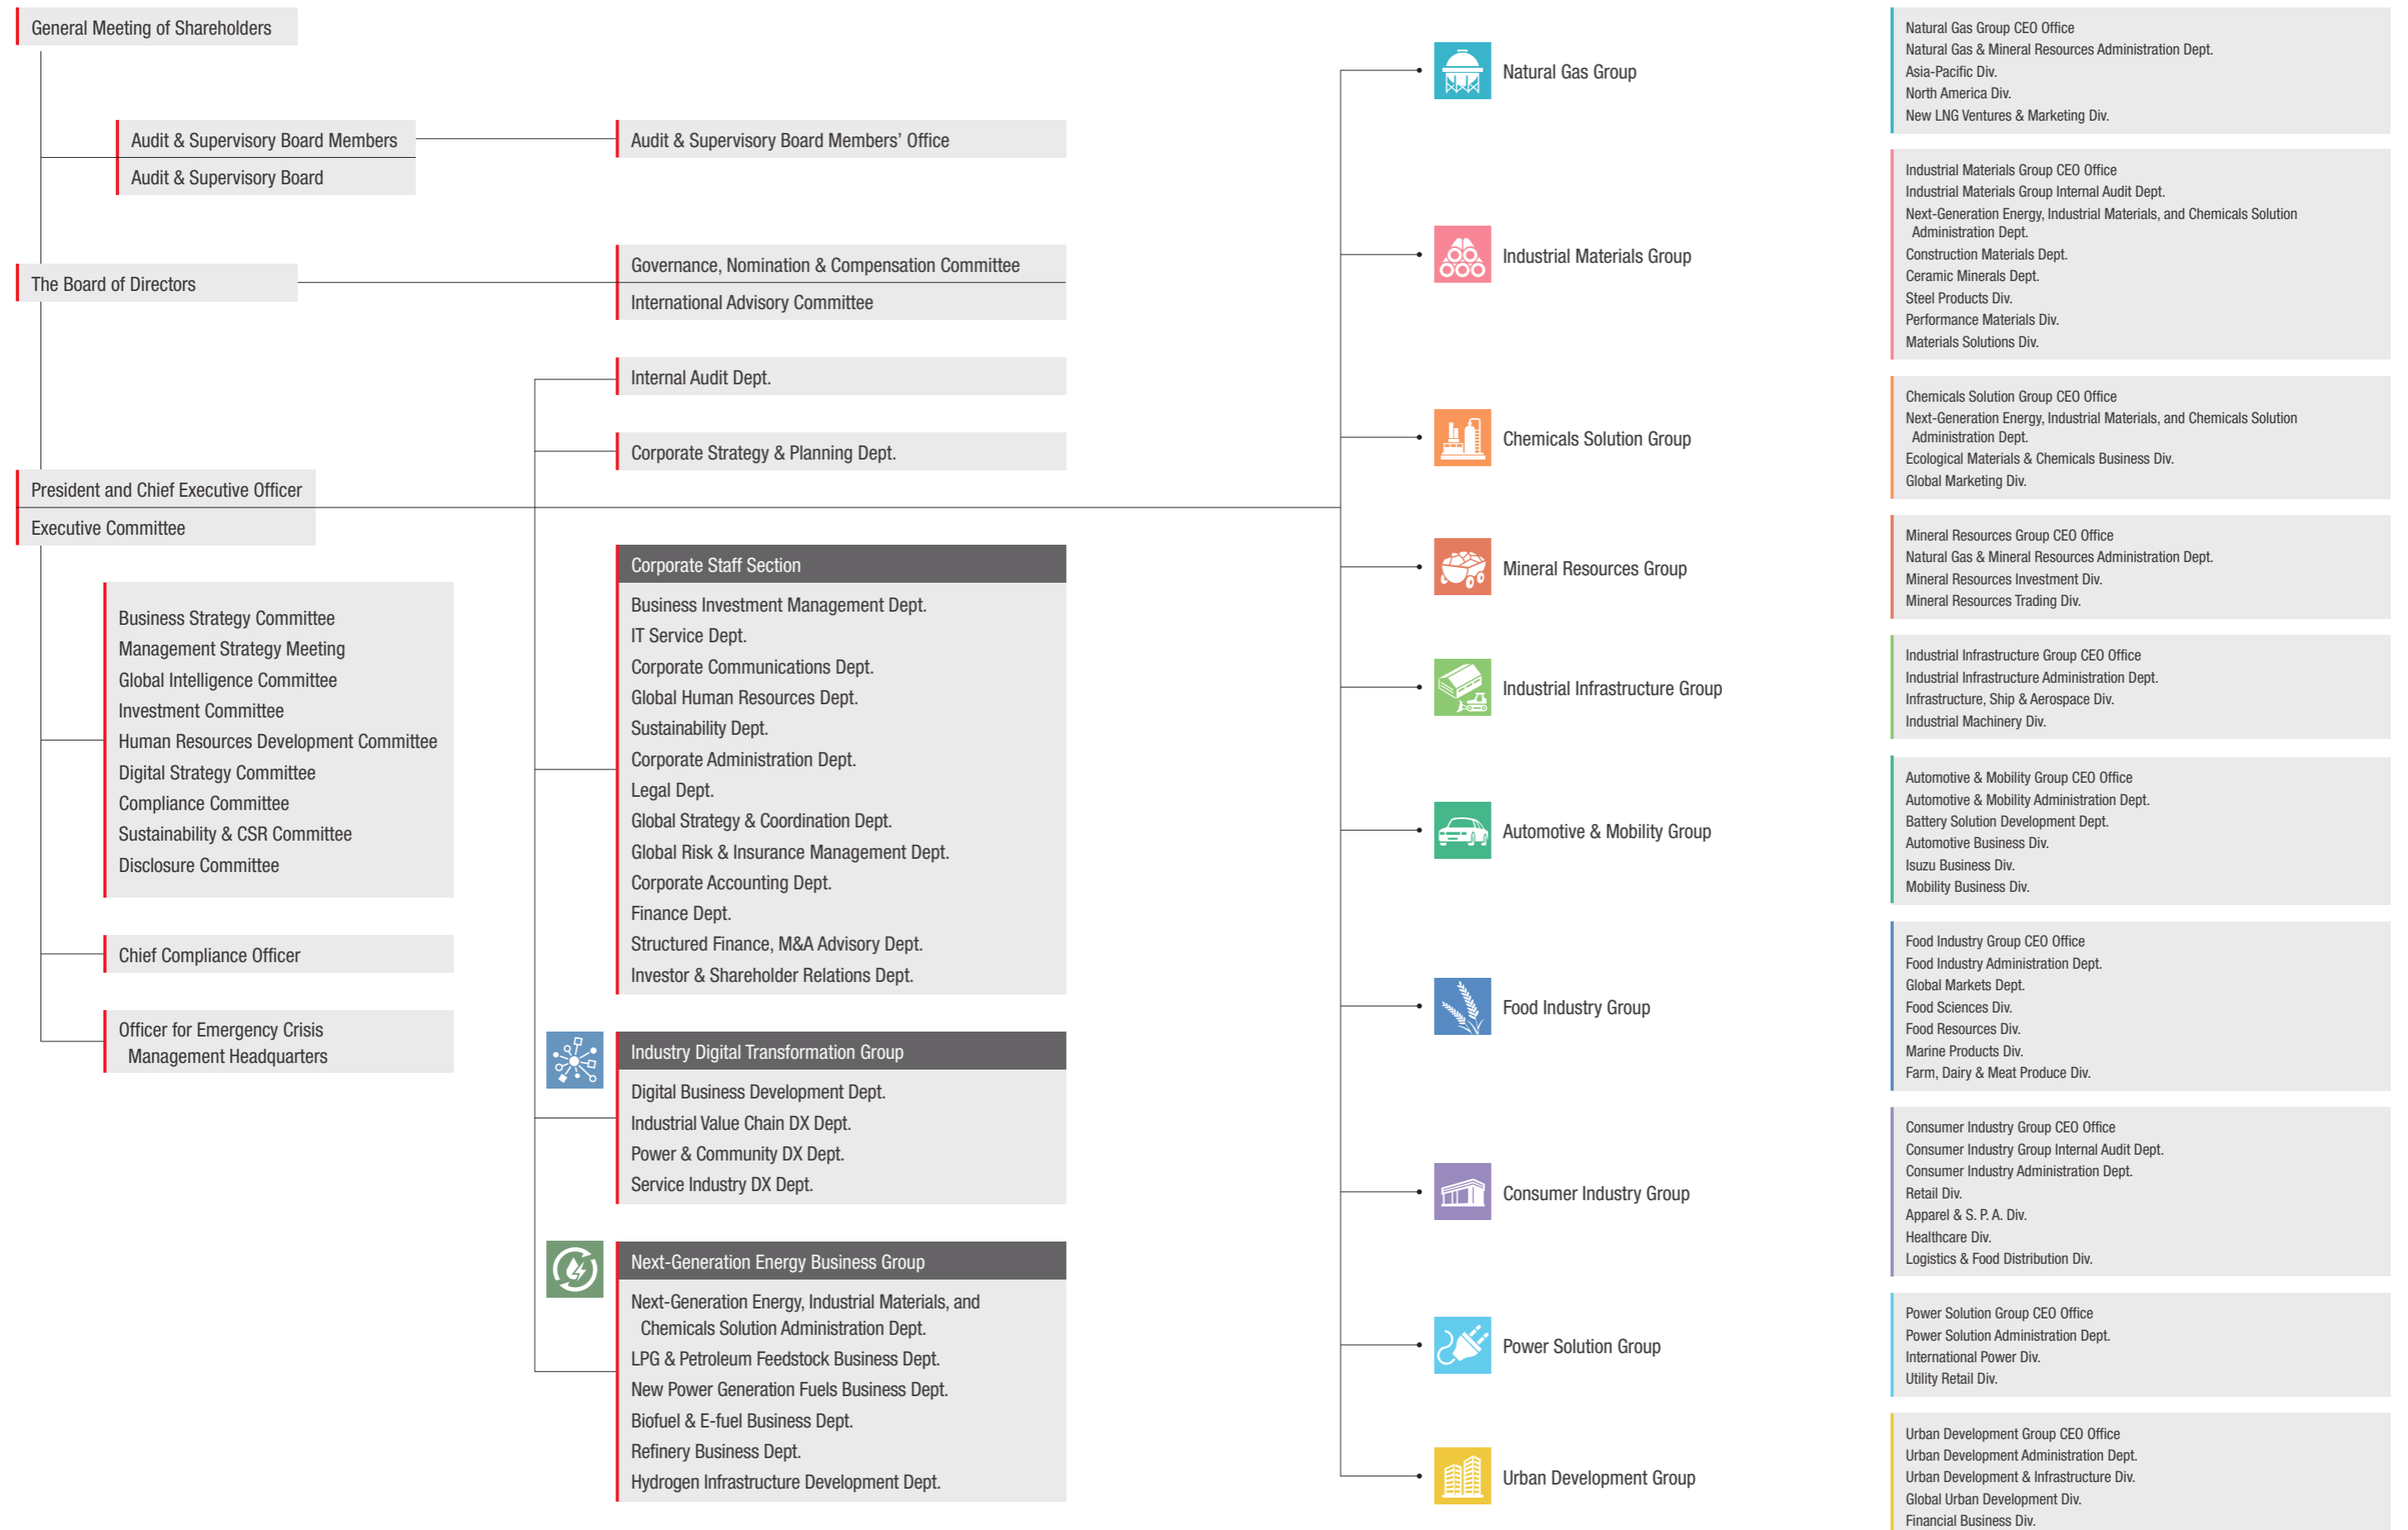 General Meeting of Shareholders
Audit & Supervisory Board Members
Audit & Supervisory Board
Audit & Supervisory Board Members’ Office
The Board of Directors
Governance, Nomination & Compensation Committee
International Advisory Committee
Internal Audit Dept.
Corporate Strategy & Planning Dept.
President and Chief Executive Officer
Executive Committee
Business Strategy Committee
Management Strategy Meeting
Global Intelligence Committee
Investment Committee
Human Resources Development Committee
Digital Strategy Committee
Compliance Committee
Sustainability & CSR Committee
Disclosure Committee
Chief Compliance Officer
Officer for Emergency Crisis
Management Headquarters
Corporate Staff Section
Business Investment Management Dept.
IT Service Dept.
Corporate Communications Dept.
Global Human Resources Dept.
Sustainability Dept.
Corporate Administration Dept.
Legal Dept.
Global Strategy & Coordination Dept.
Global Risk & Insurance Management Dept.
Corporate Accounting Dept.
Finance Dept.
Structured Finance, M&A Advisory Dept.
Investor & Shareholder Relations Dept.
Industry Digital Transformation Group
Digital Business Development Dept.
Industrial Value Chain DX Dept.
Power & Community DX Dept.
Service Industry DX Dept.
Next-Generation Energy Business Group
Next-Generation Energy, Industrial Materials, and
Chemicals Solution Administration Dept.
LPG & Petroleum Feedstock Business Dept.
New Power Generation Fuels Business Dept.
Biofuel & E-fuel Business Dept.
Refinery Business Dept.
Hydrogen Infrastructure Development Dept.
Natural Gas Group
Natural Gas Group CEO Office
Natural Gas & Mineral Resources Administration Dept.
Asia-Pacific Div.
North America Div.
New LNG Ventures & Marketing Div.
Industrial Materials Group
Industrial Materials Group CEO Office
Industrial Materials Group Internal Audit Dept.
Next-Generation Energy, Industrial Materials, and Chemicals Solution
Administration Dept.
Construction Materials Dept.
Ceramic Minerals Dept.
Steel Products Div.
Performance Materials Div.
Materials Solutions Div.
Chemicals Solution Group
Chemicals Solution Group CEO Office
Next-Generation Energy, Industrial Materials, and Chemicals Solution
Administration Dept.
Ecological Materials & Chemicals Business Div.
Global Marketing Div.
Mineral Resources Group
Mineral Resources Group CEO Office
Natural Gas & Mineral Resources Administration Dept.
Mineral Resources Investment Div.
Mineral Resources Trading Div.
Industrial Infrastructure Group
Industrial Infrastructure Group CEO Office
Industrial Infrastructure Administration Dept.
Infrastructure, Ship & Aerospace Div.
Industrial Machinery Div.
Automotive & Mobility Group
Automotive & Mobility Group CEO Office
Automotive & Mobility Administration Dept.
Battery Solution Development Dept.
Automotive Business Div.
Isuzu Business Div.
Mobility Business Div.
Food Industry Group
Food Industry Group CEO Office
Food Industry Administration Dept.
Global Markets Dept.
Food Sciences Div.
Food Resources Div.
Marine Products Div.
Farm, Dairy & Meat Produce Div.
Consumer Industry Group
Consumer Industry Group CEO Office
Consumer Industry Group Internal Audit Dept.
Consumer Industry Administration Dept.
Retail Div.
Apparel & S. P. A. Div.
Healthcare Div.
Logistics & Food Distribution Div.
Power Solution Group
Power Solution Group CEO Office
Power Solution Administration Dept.
International Power Div.
Utility Retail Div.
Urban Development Group
Urban Development Group CEO Office
Urban Development Administration Dept.
Urban Development & Infrastructure Div.
Global Urban Development Div.
Financial Business Div.